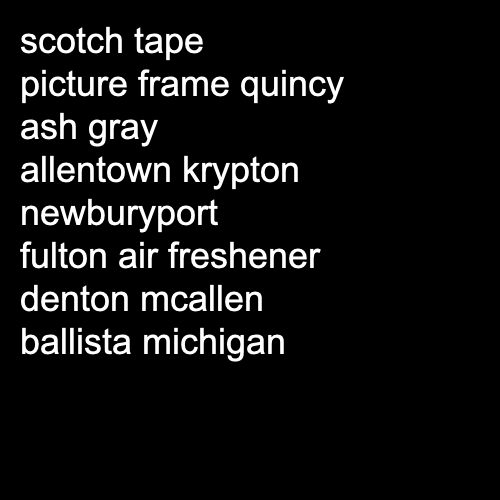 scotch tape
picture frame quincy
ash gray
allentown krypton
newburyport
fulton air freshener
denton mcallen
ballista michigan